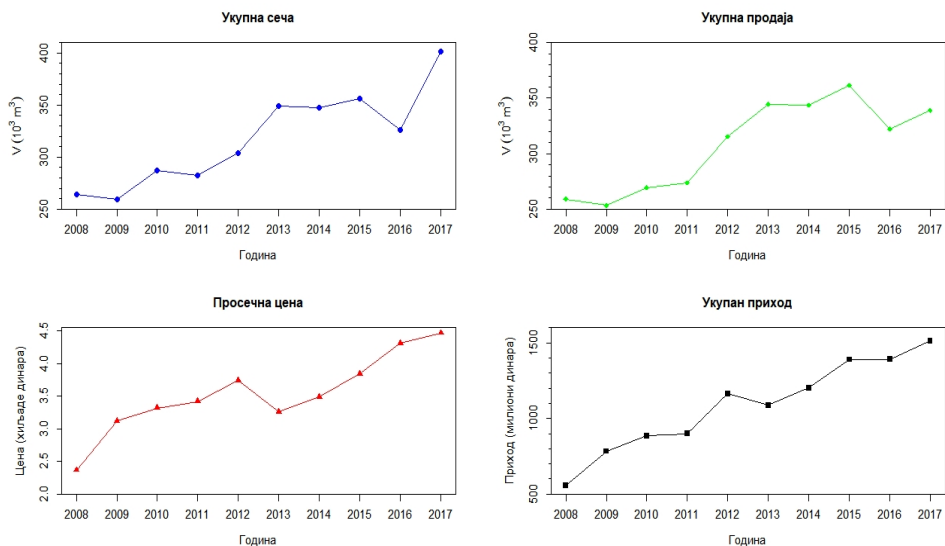 Укупна сеча
400
350
300
250
V (10³ m³)
2008 2009 2010 2011 2012 2013 2014 2015 2016 2017
Година
Укупна продаја
400
350
300
250
V (10³ m³)
2008 2009 2010 2011 2012 2013 2014 2015 2016 2017
Година
Просечна цена
4.5
4.0
3.5
3.0
2.5
2.0
Цена (хиљаде динара)
2008 2009 2010 2011 2012 2013 2014 2015 2016 2017
Година
Укупан приход
1500
1000
500
Приход (милиони динара)
2008 2009 2010 2011 2012 2013 2014 2015 2016 2017
Година